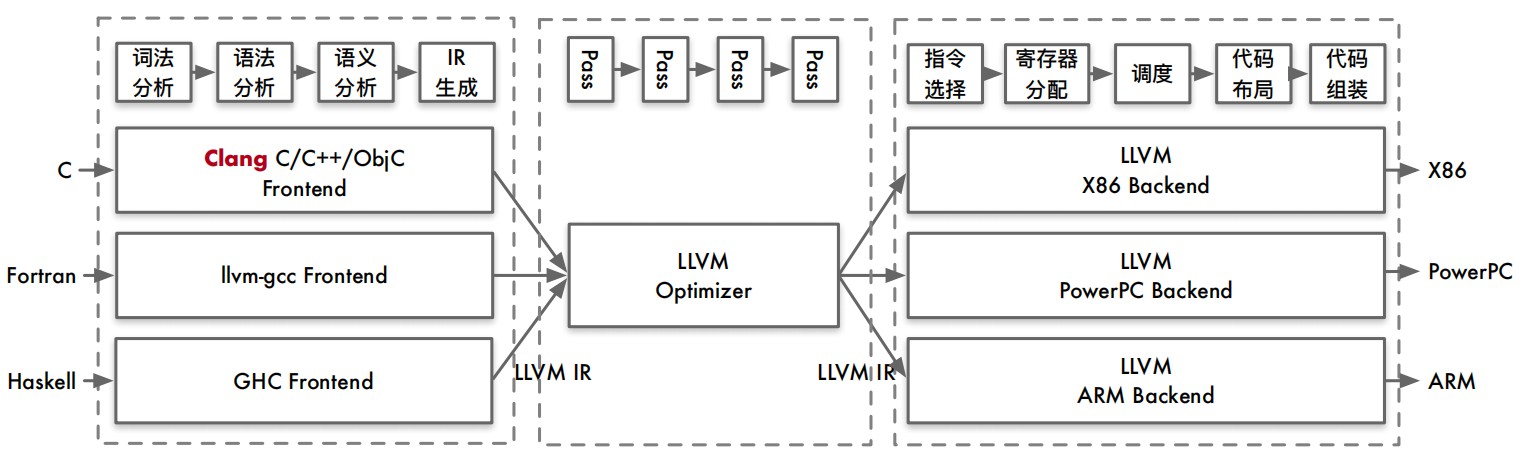 词法
分析
语法
分析
语义
分析
IR
生成
Pass
Pass
Pass
Pass
指令
选择
寄存器
分配
调度
代码
布局
代码
组装
C
Clang C/C++/ObjC
Frontend
Fortran
llvm-gcc Frontend
Haskell
GHC Frontend
LLVM IR
LLVM
Optimizer
LLVM IR
LLVM
X86 Backend
X86
LLVM
PowerPC Backend
PowerPC
LLVM
ARM Backend
ARM